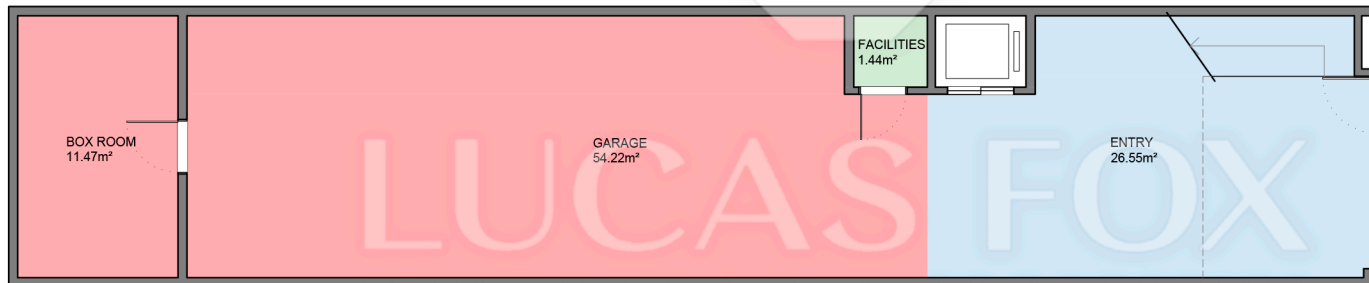 FACILITIES
1.44m²
BOX ROOM
11.47m²
GARAGE
54.22m²
ENTRY
26.55m²
LUCAS FOX